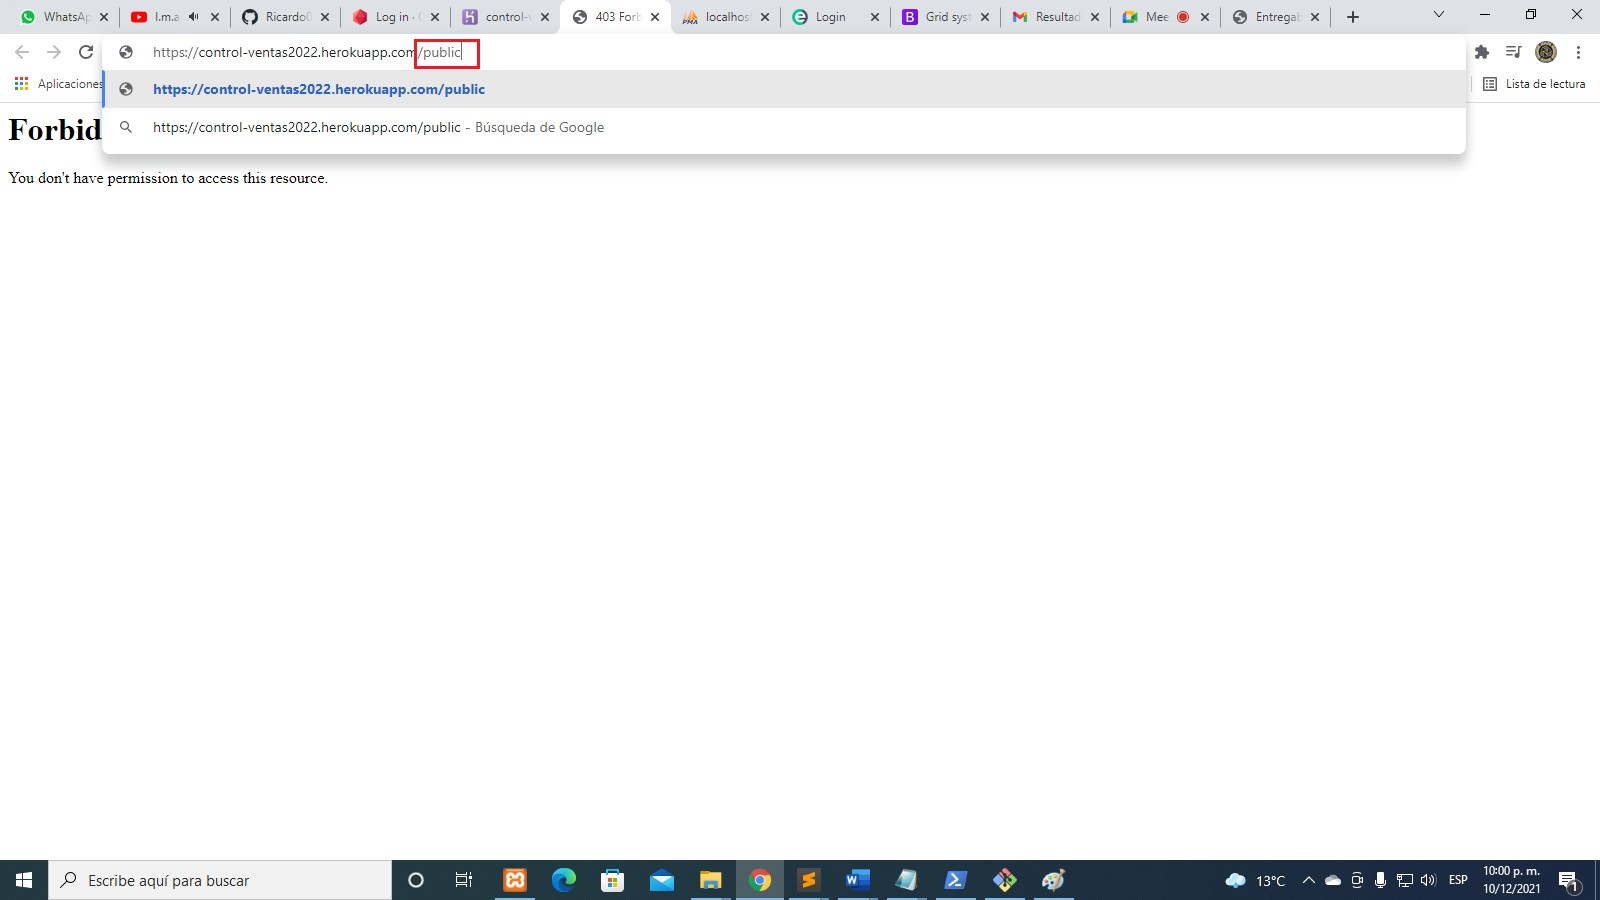 WhatsAp
I.m.a
Ricardo0
Log in · 
control-v
403 Forb
localhos
Login
Grid syst
Resultad
Mee
Entregab
https://control-ventas2022.herokuapp.com/public
Aplicaciones
https://control-ventas2022.herokuapp.com/public
Lista de lectura
https://control-ventas2022.herokuapp.com/public - Búsqueda de Google
Forbid
You don't have permission to access this resource.
Escribe aquí para buscar
13°C
ESP
10:00 p. m.
10/12/2021
1